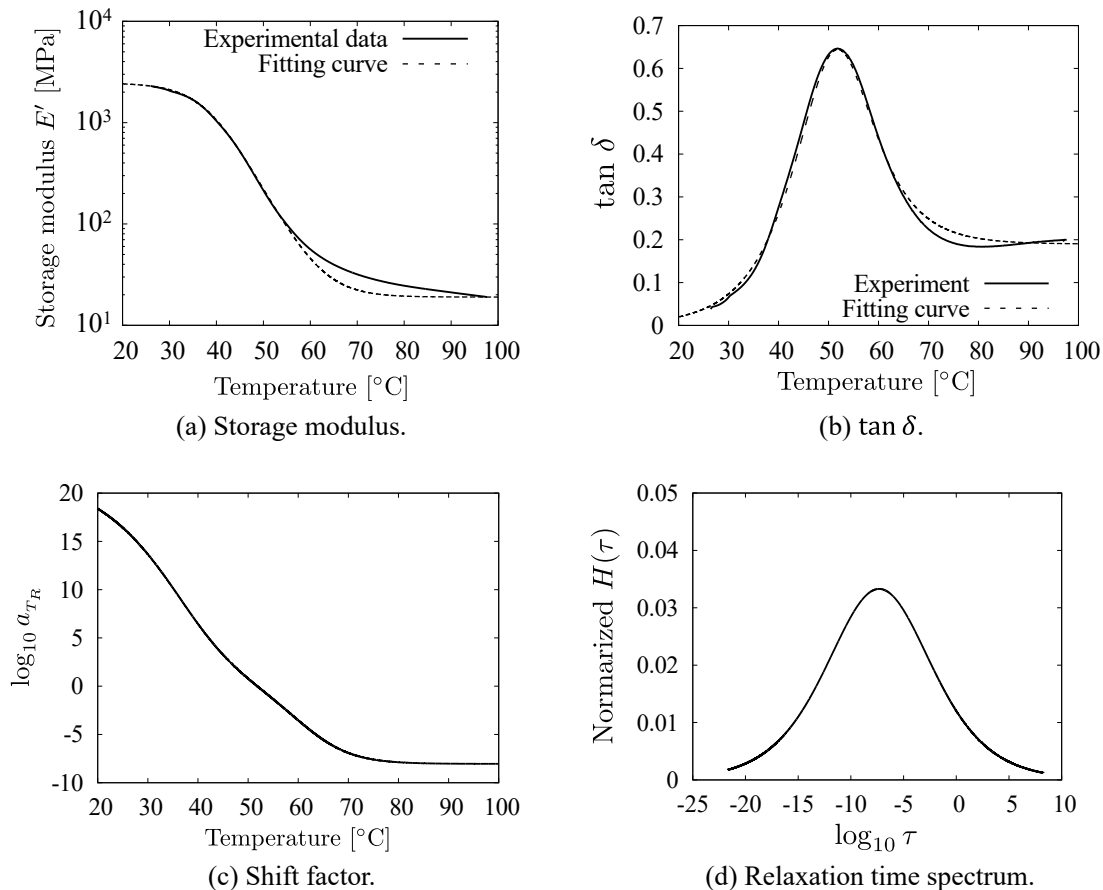 10^4
10^3
10^2
10^1
Storage modulus E′ [MPa]
Experimental data
Fitting curve
20 30 40 50 60 70 80 90 100
Temperature [°C]
(a) Storage modulus.
0.7
0.6
0.5
0.4
0.3
0.2
0.1
0
tan δ
Experiment
Fitting curve
20 30 40 50 60 70 80 90 100
Temperature [°C]
(b) tan δ.
20
15
10
5
0
-5
-10
log₁₀ a_{T_R}
20 30 40 50 60 70 80 90 100
Temperature [°C]
(c) Shift factor.
0.05
0.04
0.03
0.02
0.01
0
Normarized H(τ)
-25 -20 -15 -10 -5 0 5 10
log₁₀ τ
(d) Relaxation time spectrum.